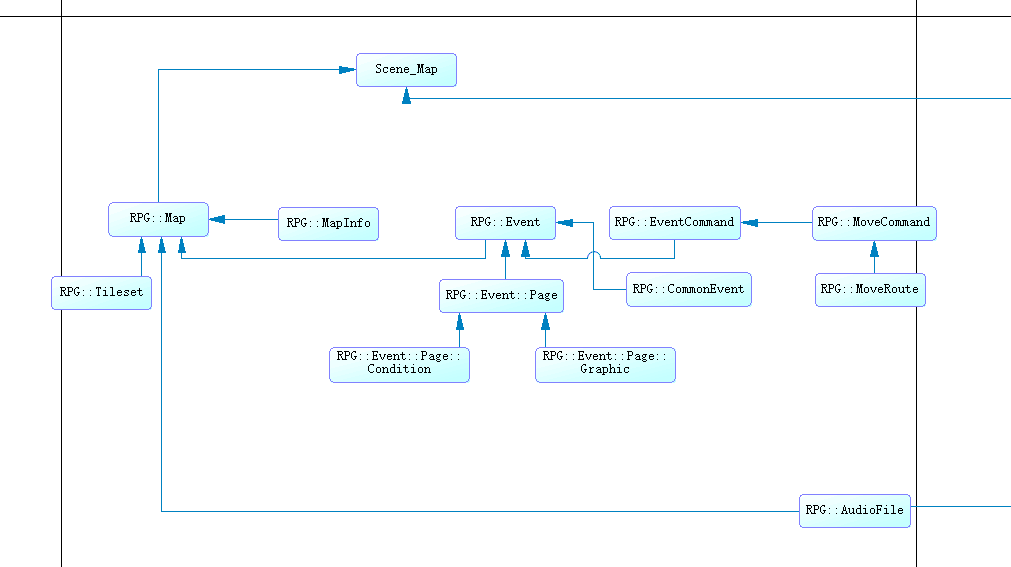 Scene_Map
RPG::Map
RPG::MapInfo
RPG::Event
RPG::EventCommand
RPG::MoveCommand
RPG::Tileset
RPG::Event::Page
RPG::CommonEvent
RPG::MoveRoute
RPG::Event::Page::
Condition
RPG::Event::Page::
Graphic
RPG::AudioFile